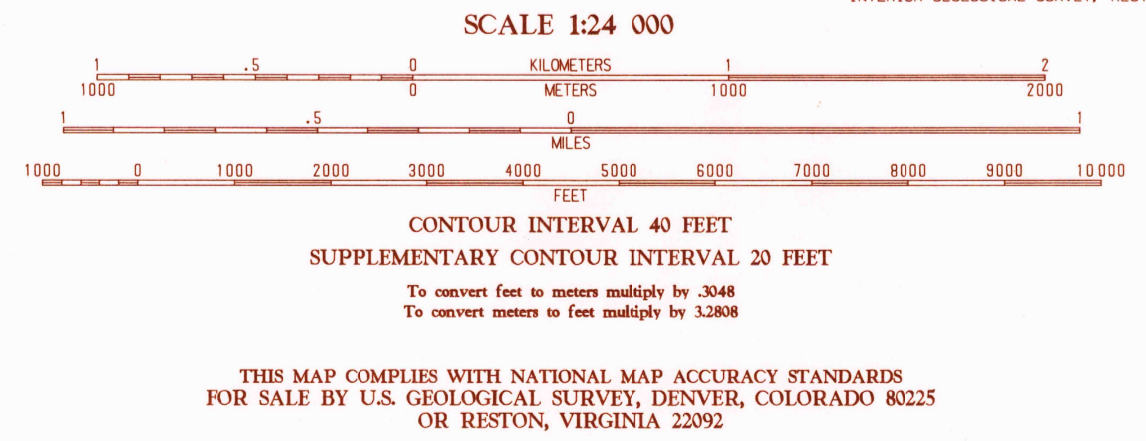 SCALE 1:24 000
1 .5 0 KILOMETERS 1 2
1000 0 METERS 1000 2000
1 .5 0 1
MILES
1000 0 1000 2000 3000 4000 5000 6000 7000 8000 9000 10 000
FEET
CONTOUR INTERVAL 40 FEET
SUPPLEMENTARY CONTOUR INTERVAL 20 FEET
To convert feet to meters multiply by .3048
To convert meters to feet multiply by 3.2808
THIS MAP COMPLIES WITH NATIONAL MAP ACCURACY STANDARDS
FOR SALE BY U.S. GEOLOGICAL SURVEY, DENVER, COLORADO 80225
OR RESTON, VIRGINIA 22092